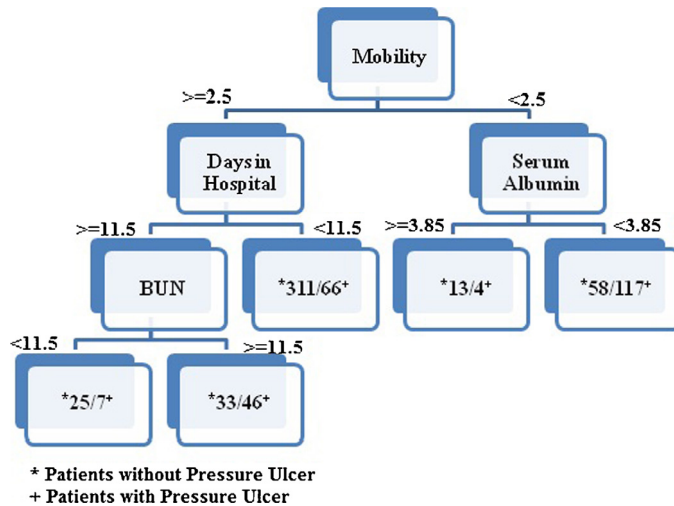 Mobility
>=2.5
<2.5
Days in
Hospital
Serum
Albumin
>=11.5
<11.5
>=3.85
<3.85
BUN
*311/66+
*13/4+
*58/117+
<11.5
>=11.5
*25/7+
*33/46+
* Patients without Pressure Ulcer
+ Patients with Pressure Ulcer